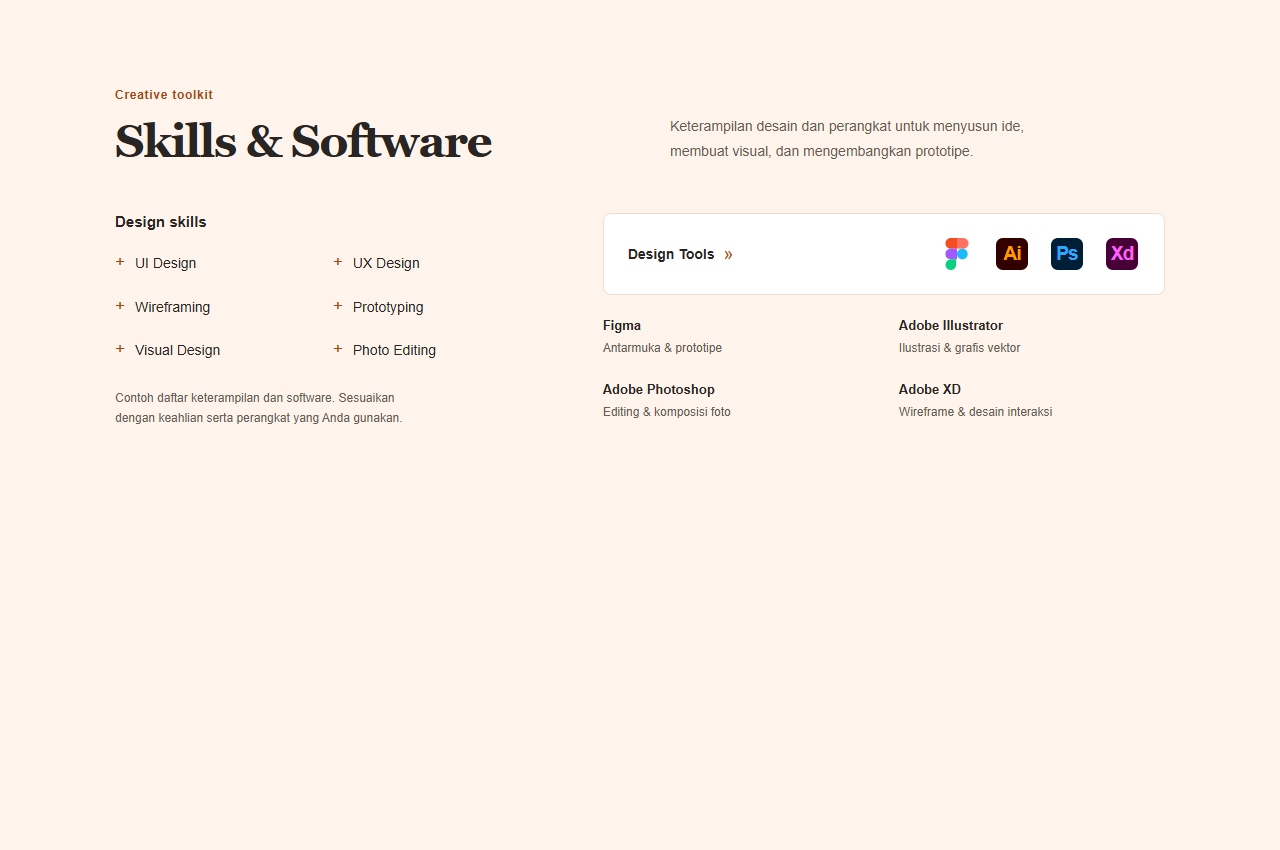 Creative toolkit
Skills & Software
Keterampilan desain dan perangkat untuk menyusun ide,
membuat visual, dan mengembangkan prototipe.
Design skills
+ UI Design
+ UX Design
+ Wireframing
+ Prototyping
+ Visual Design
+ Photo Editing
Contoh daftar keterampilan dan software. Sesuaikan
dengan keahlian serta perangkat yang Anda gunakan.
Design Tools »
Ai
Ps
Xd
Figma
Antarmuka & prototipe
Adobe Illustrator
Ilustrasi & grafis vektor
Adobe Photoshop
Editing & komposisi foto
Adobe XD
Wireframe & desain interaksi